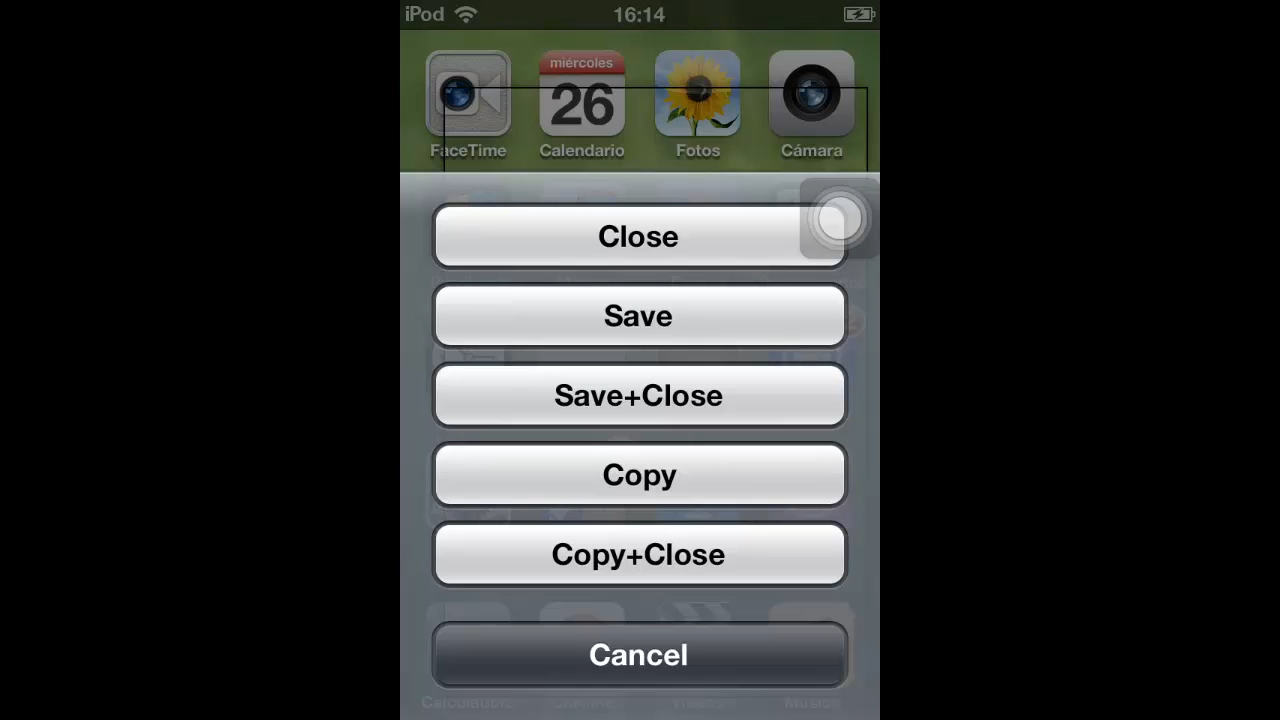 iPod 16:14
miércoles
26
FaceTime Calendario Fotos Cámara
Close
Save
Save+Close
Copy
Copy+Close
Cancel